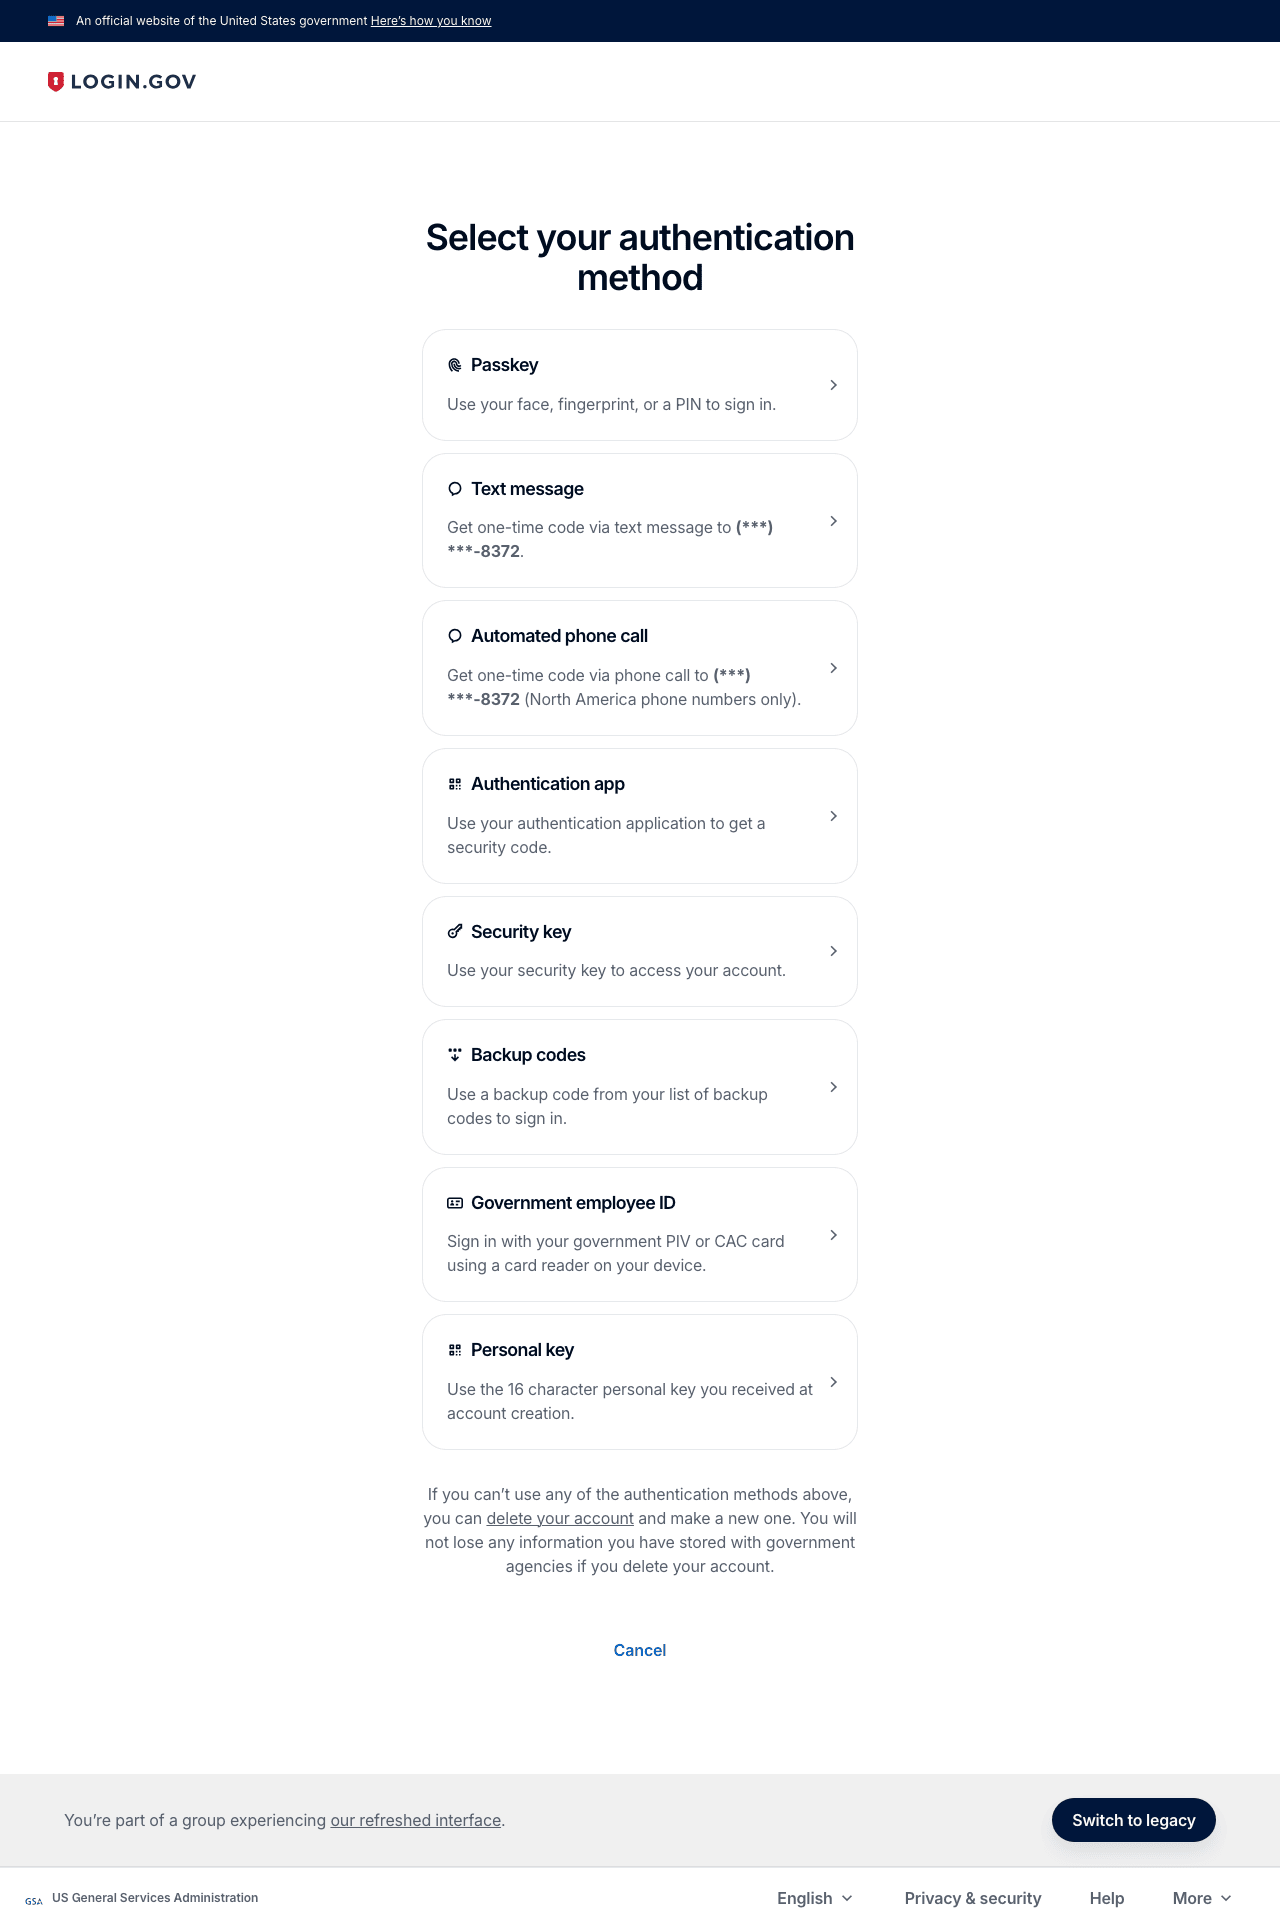 An official website of the United States government Here’s how you know
LOGIN.GOV
Select your authentication
method
Passkey
Use your face, fingerprint, or a PIN to sign in.
Text message
Get one-time code via text message to (***)
***-8372.
Automated phone call
Get one-time code via phone call to (***)
***-8372 (North America phone numbers only).
Authentication app
Use your authentication application to get a
security code.
Security key
Use your security key to access your account.
Backup codes
Use a backup code from your list of backup
codes to sign in.
Government employee ID
Sign in with your government PIV or CAC card
using a card reader on your device.
Personal key
Use the 16 character personal key you received at
account creation.
If you can’t use any of the authentication methods above,
you can delete your account and make a new one. You will
not lose any information you have stored with government
agencies if you delete your account.
Cancel
You’re part of a group experiencing our refreshed interface.
Switch to legacy
GSA US General Services Administration
English
Privacy & security
Help
More